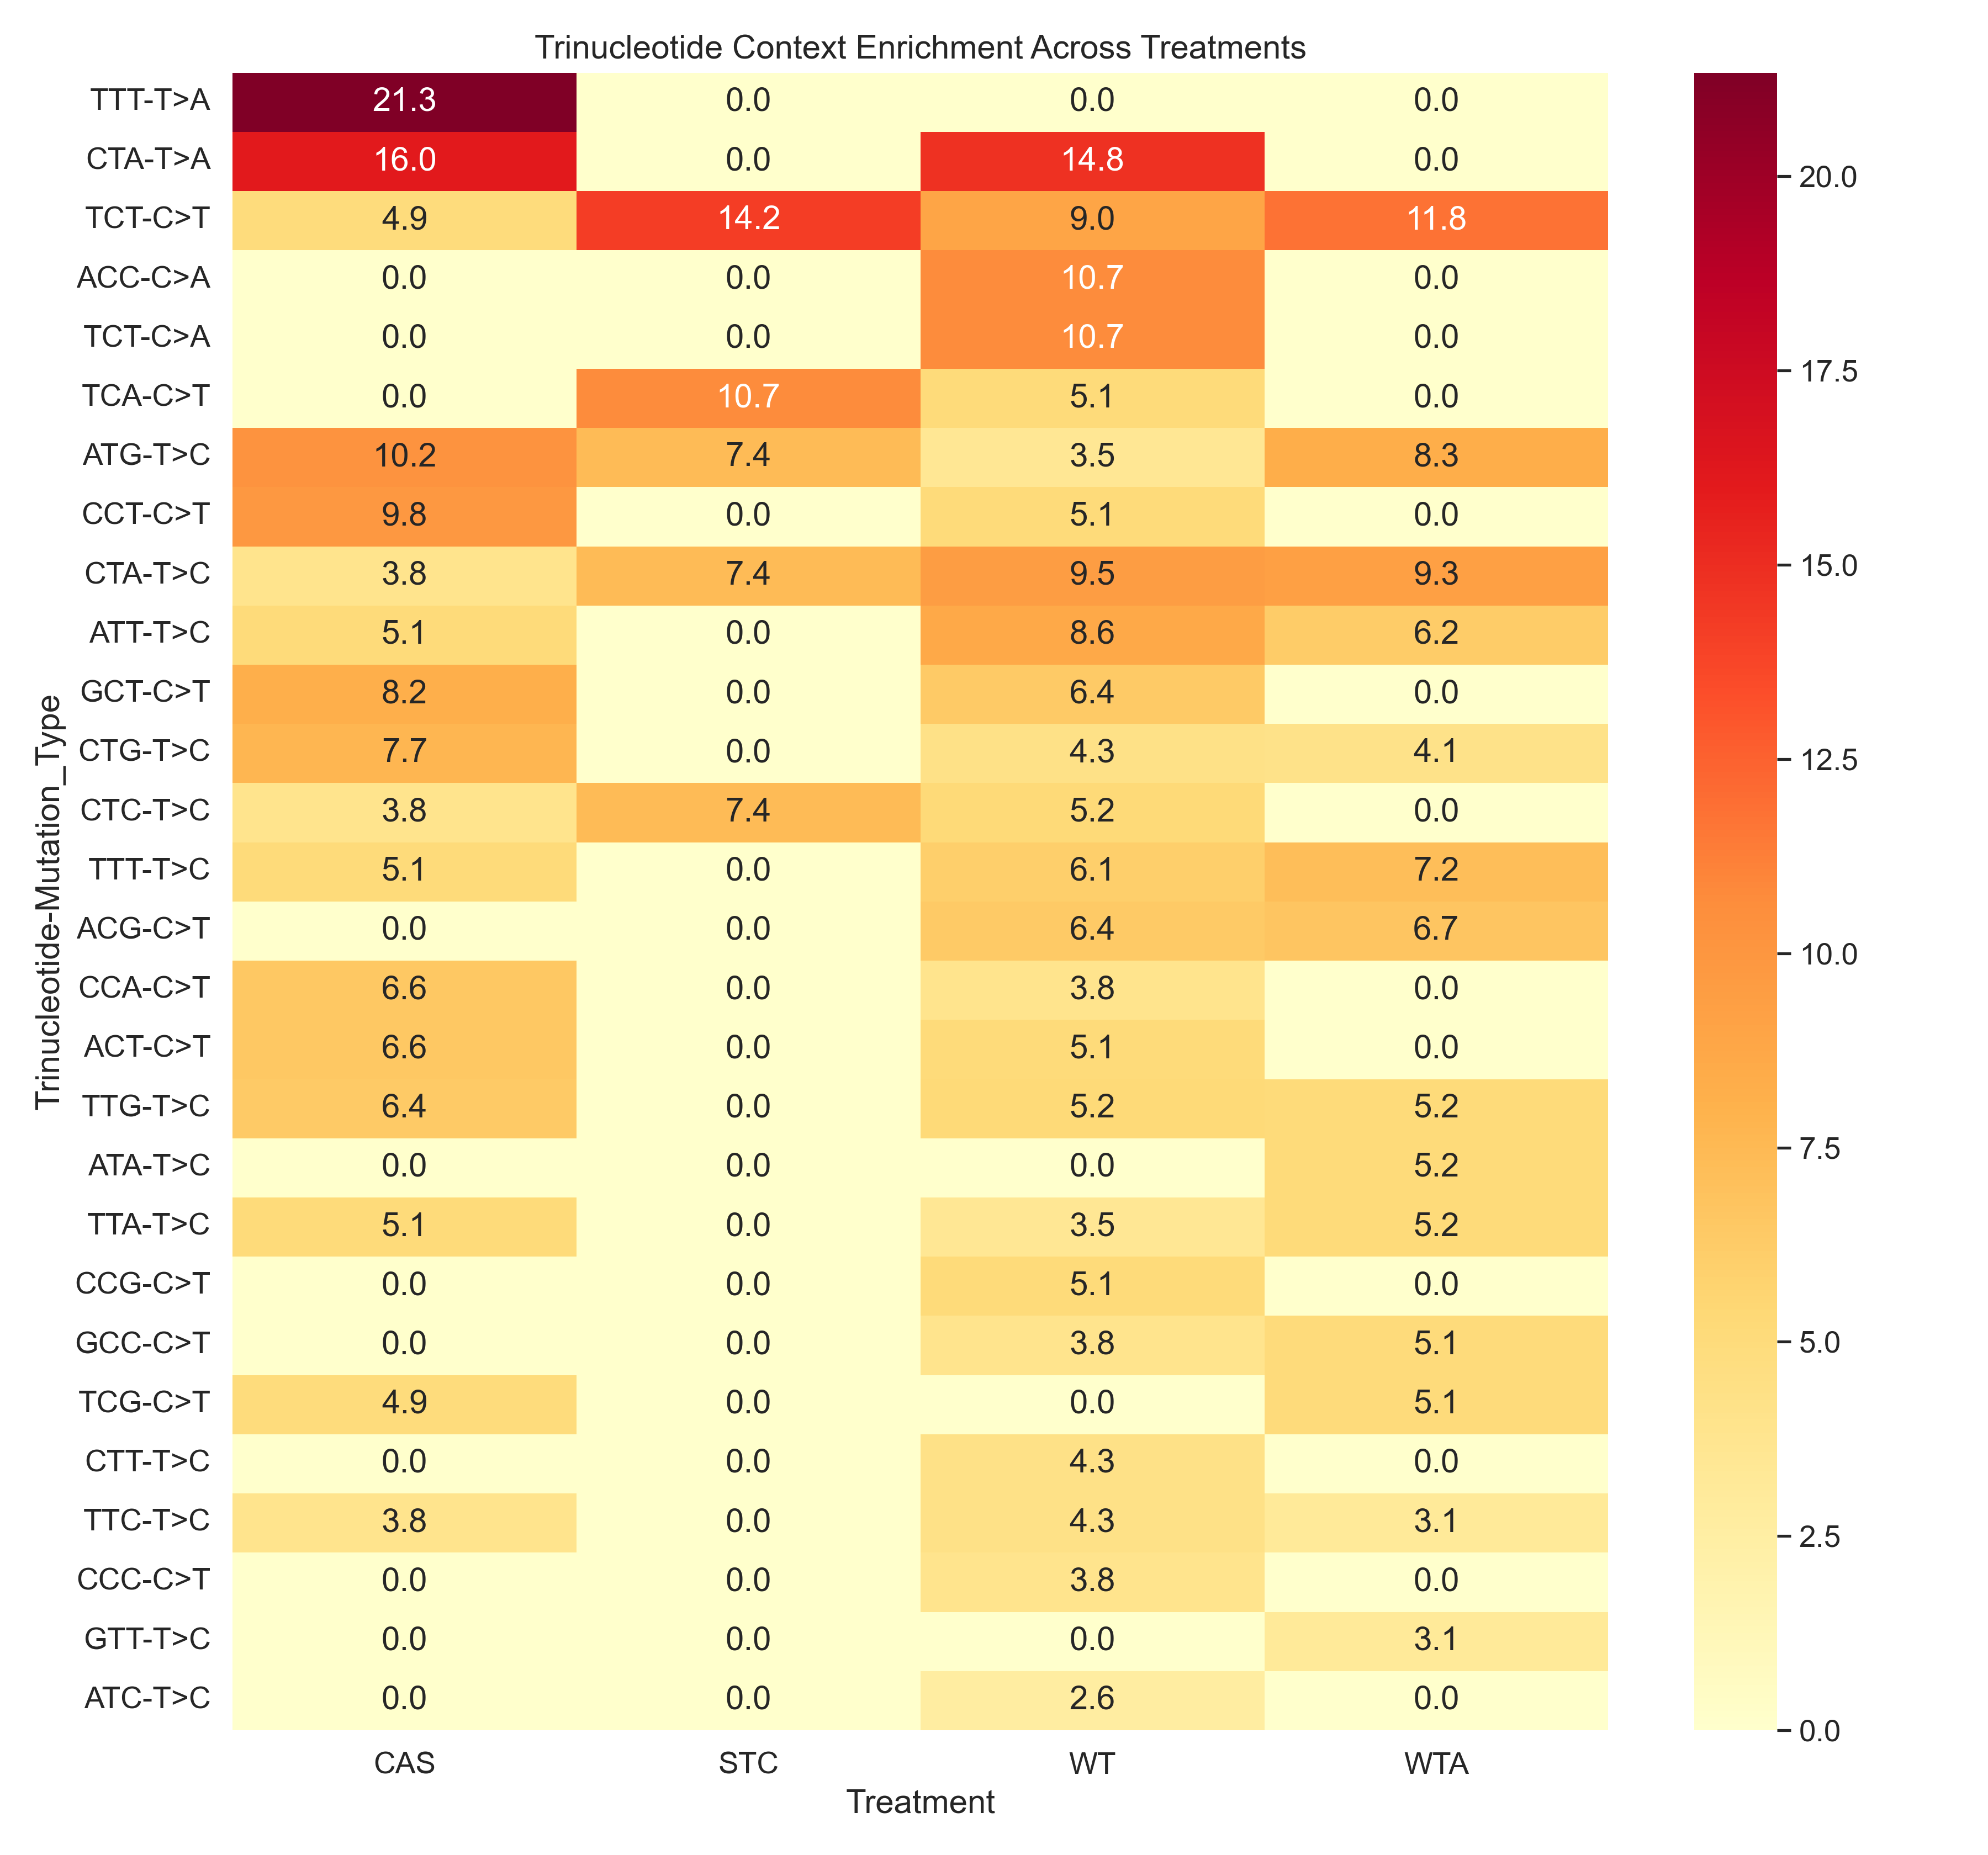 Trinucleotide Context Enrichment Across Treatments
TTT-T>A 21.3 0.0 0.0 0.0
CTA-T>A 16.0 0.0 14.8 0.0
TCT-C>T 4.9 14.2 9.0 11.8
ACC-C>A 0.0 0.0 10.7 0.0
TCT-C>A 0.0 0.0 10.7 0.0
TCA-C>T 0.0 10.7 5.1 0.0
ATG-T>C 10.2 7.4 3.5 8.3
CCT-C>T 9.8 0.0 5.1 0.0
CTA-T>C 3.8 7.4 9.5 9.3
ATT-T>C 5.1 0.0 8.6 6.2
GCT-C>T 8.2 0.0 6.4 0.0
CTG-T>C 7.7 0.0 4.3 4.1
CTC-T>C 3.8 7.4 5.2 0.0
TTT-T>C 5.1 0.0 6.1 7.2
ACG-C>T 0.0 0.0 6.4 6.7
CCA-C>T 6.6 0.0 3.8 0.0
ACT-C>T 6.6 0.0 5.1 0.0
TTG-T>C 6.4 0.0 5.2 5.2
ATA-T>C 0.0 0.0 0.0 5.2
TTA-T>C 5.1 0.0 3.5 5.2
CCG-C>T 0.0 0.0 5.1 0.0
GCC-C>T 0.0 0.0 3.8 5.1
TCG-C>T 4.9 0.0 0.0 5.1
CTT-T>C 0.0 0.0 4.3 0.0
TTC-T>C 3.8 0.0 4.3 3.1
CCC-C>T 0.0 0.0 3.8 0.0
GTT-T>C 0.0 0.0 0.0 3.1
ATC-T>C 0.0 0.0 2.6 0.0
CAS STC WT WTA
Treatment
Trinucleotide-Mutation_Type
20.0
17.5
15.0
12.5
10.0
7.5
5.0
2.5
0.0